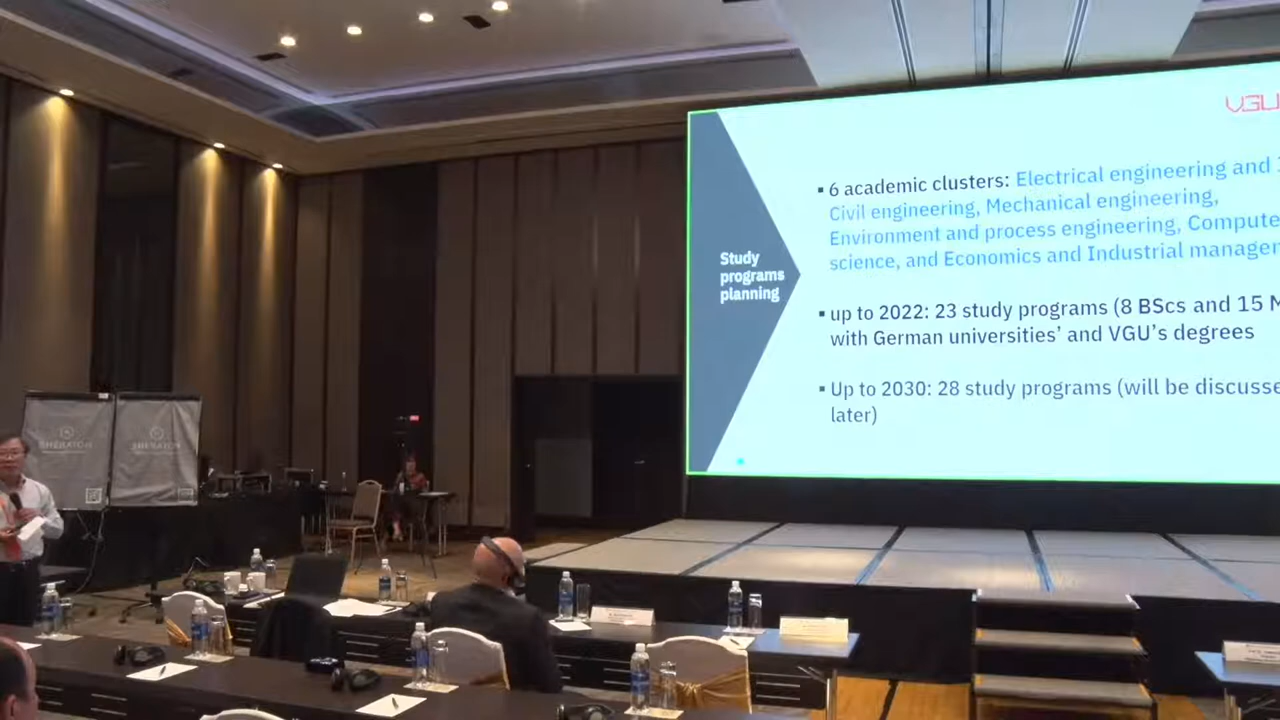 VGU
6 academic clusters: Electrical engineering and
Civil engineering, Mechanical engineering,
Environment and process engineering, Compute
science, and Economics and Industrial manager
Study
programs
planning
up to 2022: 23 study programs (8 BScs and 15 M
with German universities' and VGU's degrees
Up to 2030: 28 study programs (will be discusse
later)
SHERATON
SHERATON